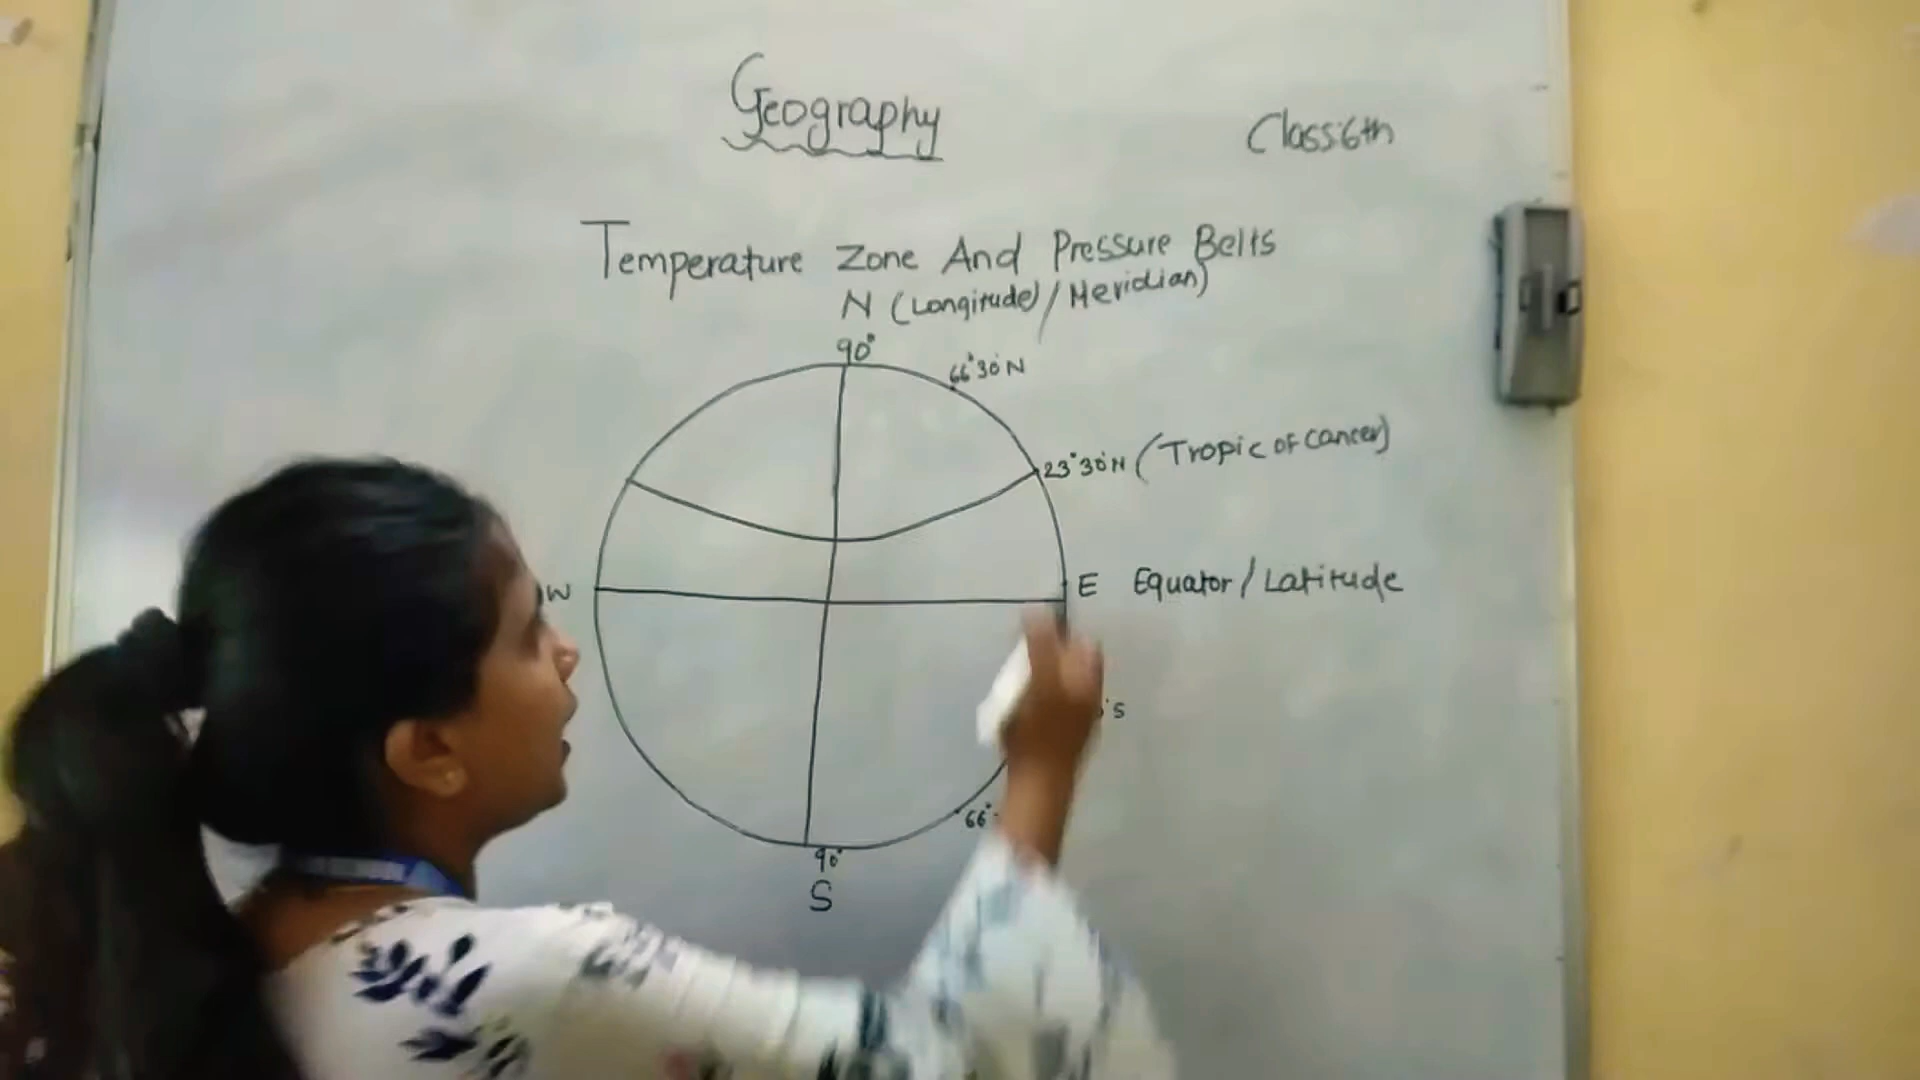 Geography
Class:6th
Temperature Zone And Pressure Belts
N (Longitude) / Meridian)
90°
66°30'N
23°30'N (Tropic of Cancer)
W
E Equator / Latitude
's
66°
90°
S